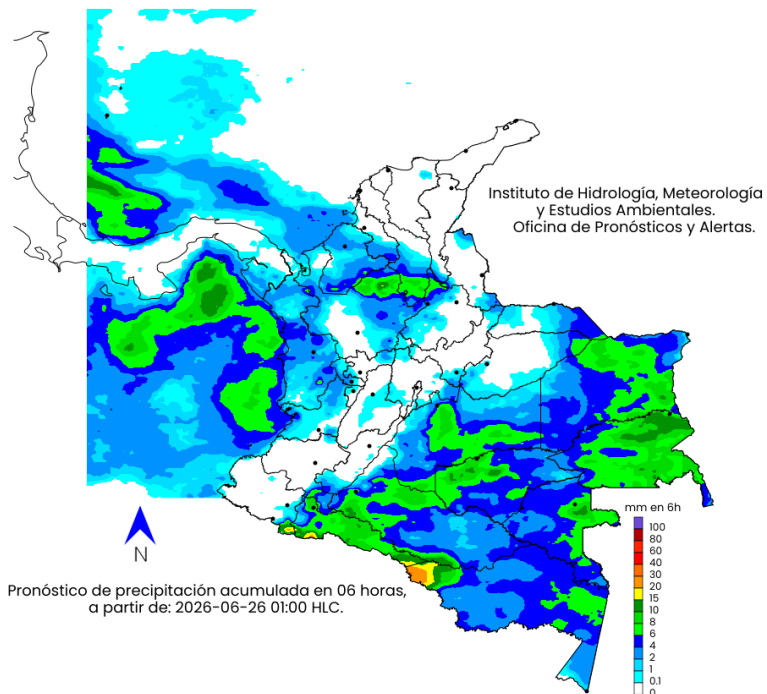 Instituto de Hidrología, Meteorología
y Estudios Ambientales.
Oficina de Pronósticos y Alertas.
mm en 6h
100
80
60
40
30
20
15
10
8
6
4
2
1
0.1
0
N
Pronóstico de precipitación acumulada en 06 horas,
a partir de: 2026-06-26 01:00 HLC.